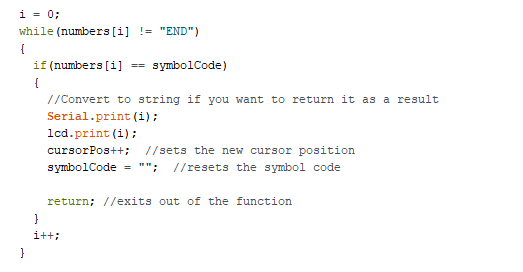 i = 0;
while(numbers[i] != "END")
{
if(numbers[i] == symbolCode)
{
//Convert to string if you want to return it as a result
Serial.print(i);
lcd.print(i);
cursorPos++; //sets the new cursor position
symbolCode = ""; //resets the symbol code
return; //exits out of the function
}
i++;
}